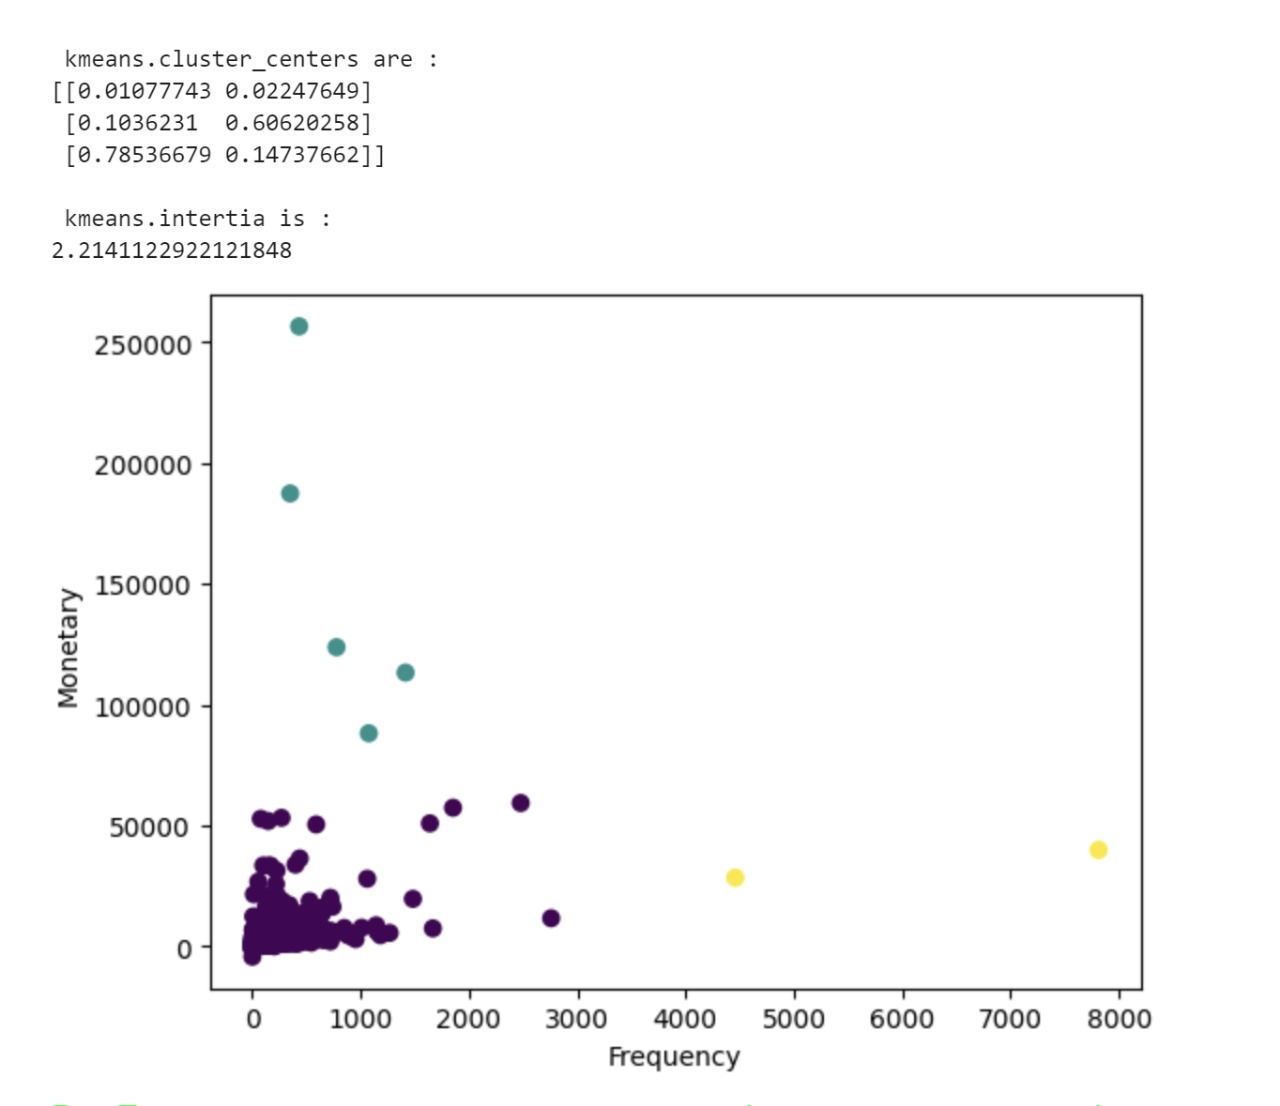 kmeans.cluster_centers are :
[[0.01077743 0.02247649]
[0.1036231  0.60620258]
[0.78536679 0.14737662]]
kmeans.intertia is :
2.2141122922121848
250000
200000
150000
100000
50000
0
Monetary
0 1000 2000 3000 4000 5000 6000 7000 8000
Frequency